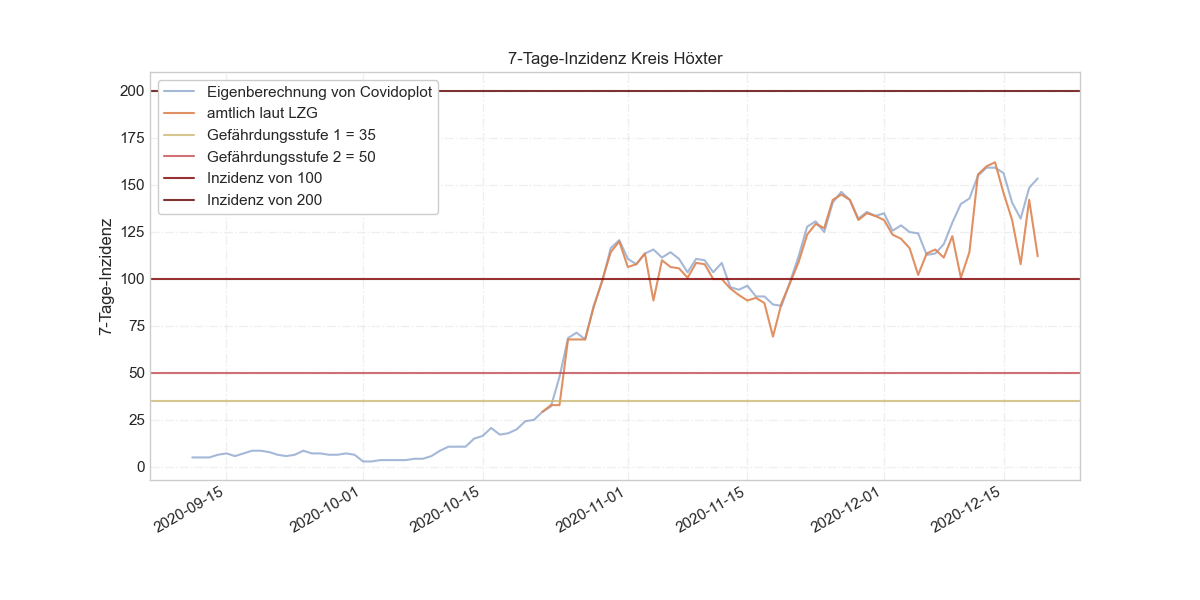 7-Tage-Inzidenz Kreis Höxter
Eigenberechnung von Covidoplot
amtlich laut LZG
Gefährdungsstufe 1 = 35
Gefährdungsstufe 2 = 50
Inzidenz von 100
Inzidenz von 200
7-Tage-Inzidenz
200
175
150
125
100
75
50
25
0
2020-09-15
2020-10-01
2020-10-15
2020-11-01
2020-11-15
2020-12-01
2020-12-15